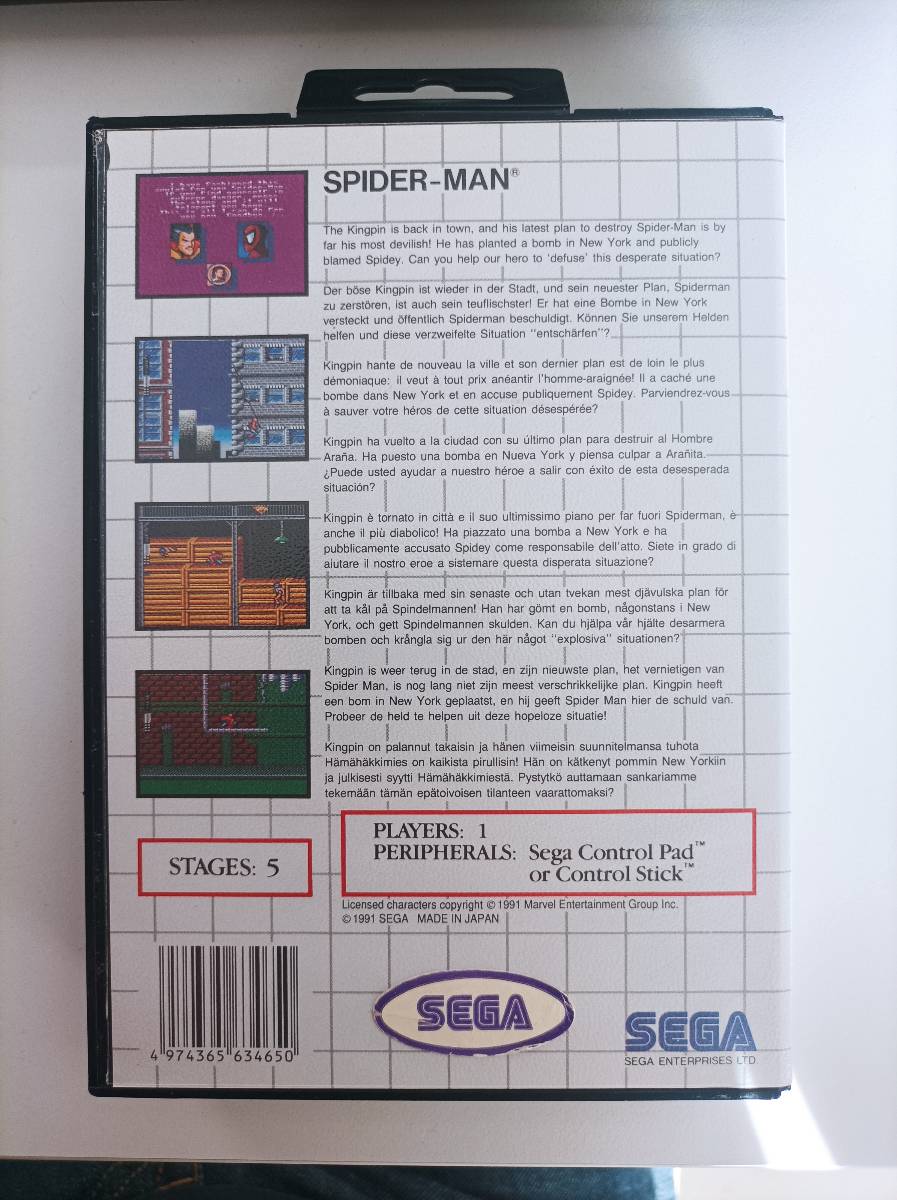 SPIDER-MAN®
The Kingpin is back in town, and his latest plan to destroy Spider-Man is by
far his most devilish! He has planted a bomb in New York and publicly
blamed Spidey. Can you help our hero to 'defuse' this desperate situation?
Der böse Kingpin ist wieder in der Stadt, und sein neuester Plan, Spiderman
zu zerstören, ist auch sein teuflischster! Er hat eine Bombe in New York
versteckt und öffentlich Spiderman beschuldigt. Können Sie unserem Helden
helfen und diese verzweifelte Situation "entschärfen"?
Kingpin hante de nouveau la ville et son dernier plan est de loin le plus
démoniaque: il veut à tout prix anéantir l'homme-araignée! Il a caché une
bombe dans New York et en accuse publiquement Spidey. Parviendrez-vous
à sauver votre héros de cette situation désespérée?
Kingpin ha vuelto a la ciudad con su último plan para destruir al Hombre
Araña. Ha puesto una bomba en Nueva York y piensa culpar a Arañita.
¿Puede usted ayudar a nuestro héroe a salir con éxito de esta desesperada
situación?
Kingpin è tornato in città e il suo ultimissimo piano per far fuori Spiderman, è
anche il più diabolico! Ha piazzato una bomba a New York e ha
pubblicamente accusato Spidey come responsabile dell'atto. Siete in grado di
aiutare il nostro eroe a sistemare questa disperata situazione?
Kingpin är tillbaka med sin senaste och utan tvekan mest djävulska plan för
att ta kål på Spindelmannen! Han har gömt en bomb, någonstans i New
York, och gett Spindelmannen skulden. Kan du hjälpa vår hjälte desarmera
bomben och krångla sig ur den här något "explosiva" situationen?
Kingpin is weer terug in de stad, en zijn nieuwste plan, het vernietigen van
Spider Man, is nog lang niet zijn meest verschrikkelijke plan. Kingpin heeft
een bom in New York geplaatst, en hij geeft Spider Man hier de schuld van.
Probeer de held te helpen uit deze hopeloze situatie!
Kingpin on palannut takaisin ja hänen viimeisin suunnitelmansa tuhota
Hämähäkkimies on kaikista pirullisin! Hän on kätkenyt pommin New Yorkiin
ja julkisesti syytti Hämähäkkimiestä. Pystytkö auttamaan sankariamme
tekemään tämän epätoivoisen tilanteen vaarattomaksi?
STAGES: 5
PLAYERS: 1
PERIPHERALS: Sega Control Pad™
or Control Stick™
Licensed characters copyright © 1991 Marvel Entertainment Group Inc.
© 1991 SEGA MADE IN JAPAN
4 974365 634650
SEGA
SEGA
SEGA ENTERPRISES LTD.